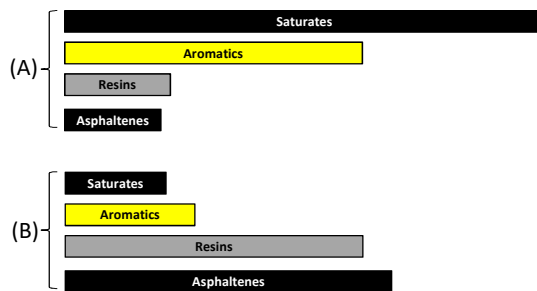 Saturates
Aromatics
(A)
Resins
Asphaltenes
Saturates
Aromatics
(B)
Resins
Asphaltenes